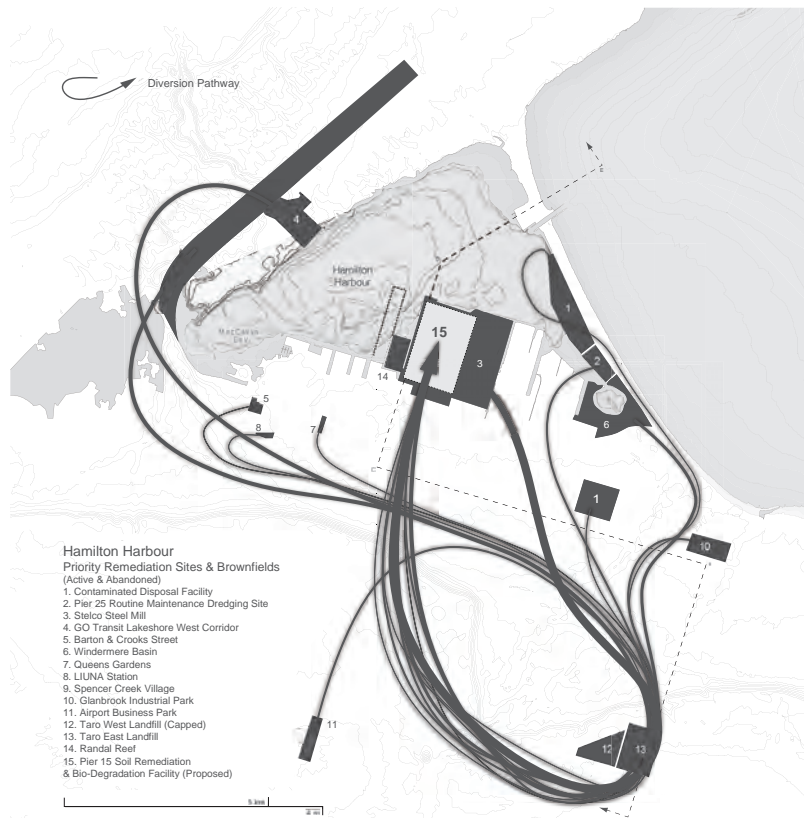 Diversion Pathway
4
Hamilton
Harbour
1
15
3
2
14
5
6
7
8
C
1
10
Hamilton Harbour
Priority Remediation Sites & Brownfields
(Active & Abandoned)
1. Contaminated Disposal Facility
2. Pier 25 Routine Maintenance Dredging Site
3. Stelco Steel Mill
4. GO Transit Lakeshore West Corridor
5. Barton & Crooks Street
6. Windermere Basin
7. Queens Gardens
8. LIUNA Station
9. Spencer Creek Village
10. Glanbrook Industrial Park
11. Airport Business Park
12. Taro West Landfill (Capped)
13. Taro East Landfill
14. Randal Reef
15. Pier 15 Soil Remediation
& Bio-Degradation Facility (Proposed)
11
12
13
5 km